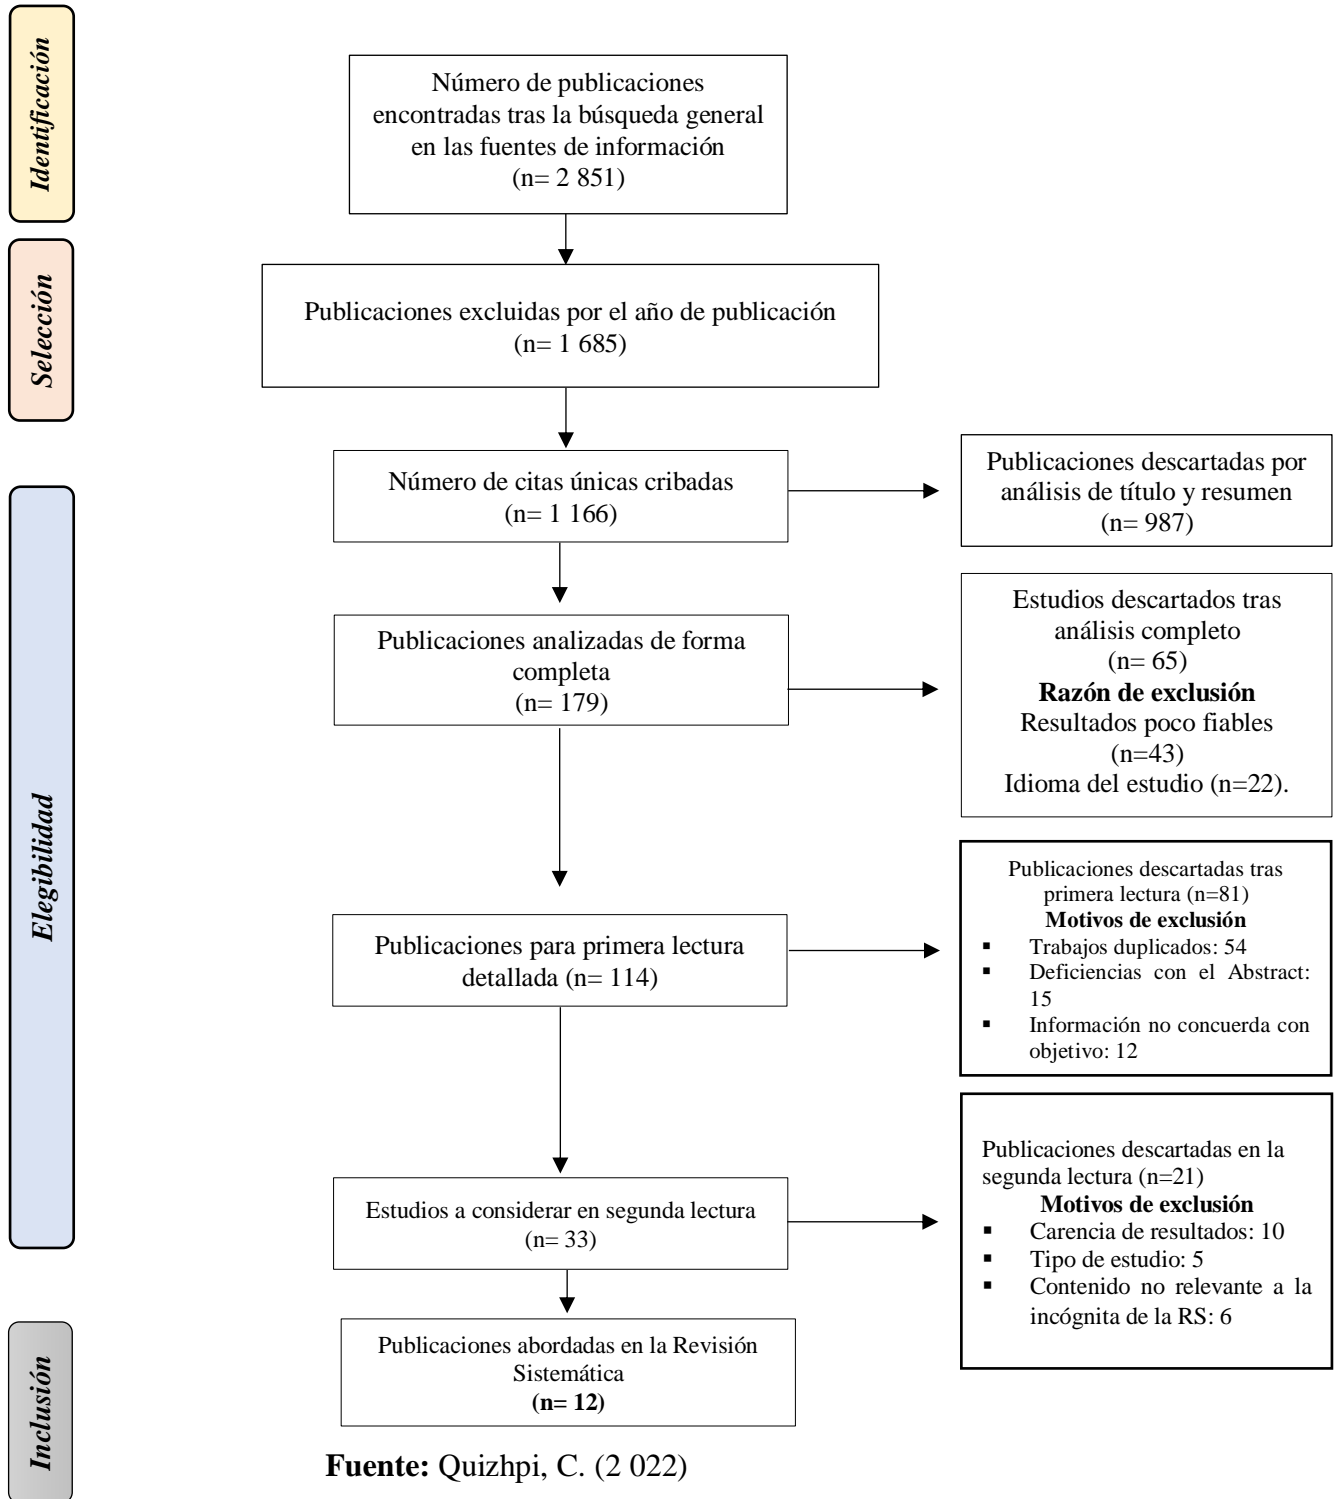 Identificación
Número de publicaciones
encontradas tras la búsqueda general
en las fuentes de información
(n= 2 851)
Selección
Publicaciones excluidas por el año de publicación
(n= 1 685)
Elegibilidad
Número de citas únicas cribadas
(n= 1 166)
Publicaciones descartadas por
análisis de título y resumen
(n= 987)
Publicaciones analizadas de forma
completa
(n= 179)
Estudios descartados tras
análisis completo
(n= 65)
Razón de exclusión
Resultados poco fiables
(n=43)
Idioma del estudio (n=22).
Publicaciones para primera lectura
detallada (n= 114)
Publicaciones descartadas tras
primera lectura (n=81)
Motivos de exclusión
▪ Trabajos duplicados: 54
▪ Deficiencias con el Abstract:
15
▪ Información no concuerda con
objetivo: 12
Estudios a considerar en segunda lectura
(n= 33)
Publicaciones descartadas en la
segunda lectura (n=21)
Motivos de exclusión
▪ Carencia de resultados: 10
▪ Tipo de estudio: 5
▪ Contenido no relevante a la
incógnita de la RS: 6
Inclusión
Publicaciones abordadas en la Revisión
Sistemática
(n= 12)
Fuente: Quizhpi, C. (2 022)